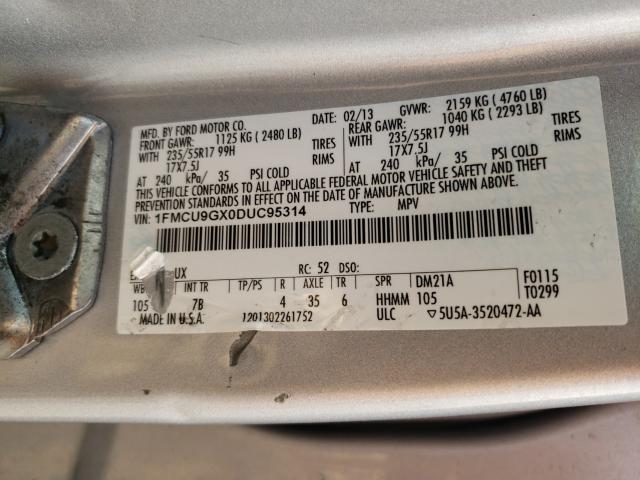 MFD. BY FORD MOTOR CO. DATE: 02/13 GVWR: 2159 KG ( 4760 LB)
FRONT GAWR: 1125 KG ( 2480 LB) REAR GAWR: 1040 KG ( 2293 LB)
WITH 235/55R17 99H TIRES WITH 235/55R17 99H TIRES
17X7.5J RIMS 17X7.5J RIMS
AT 240 kPa/ 35 PSI COLD AT 240 kPa/ 35 PSI COLD
THIS VEHICLE CONFORMS TO ALL APPLICABLE FEDERAL MOTOR VEHICLE SAFETY AND THEFT
PREVENTION STANDARDS IN EFFECT ON THE DATE OF MANUFACTURE SHOWN ABOVE.
VIN: 1FMCU9GX0DUC95314 TYPE: MPV
UX RC: 52 DSO:
WB INT TR TP/PS R AXLE TR SPR DM21A F0115
105 7B 4 35 6 HHMM 105 T0299
MADE IN U.S.A. 1201302261752 ULC ▽5U5A-3520472-AA